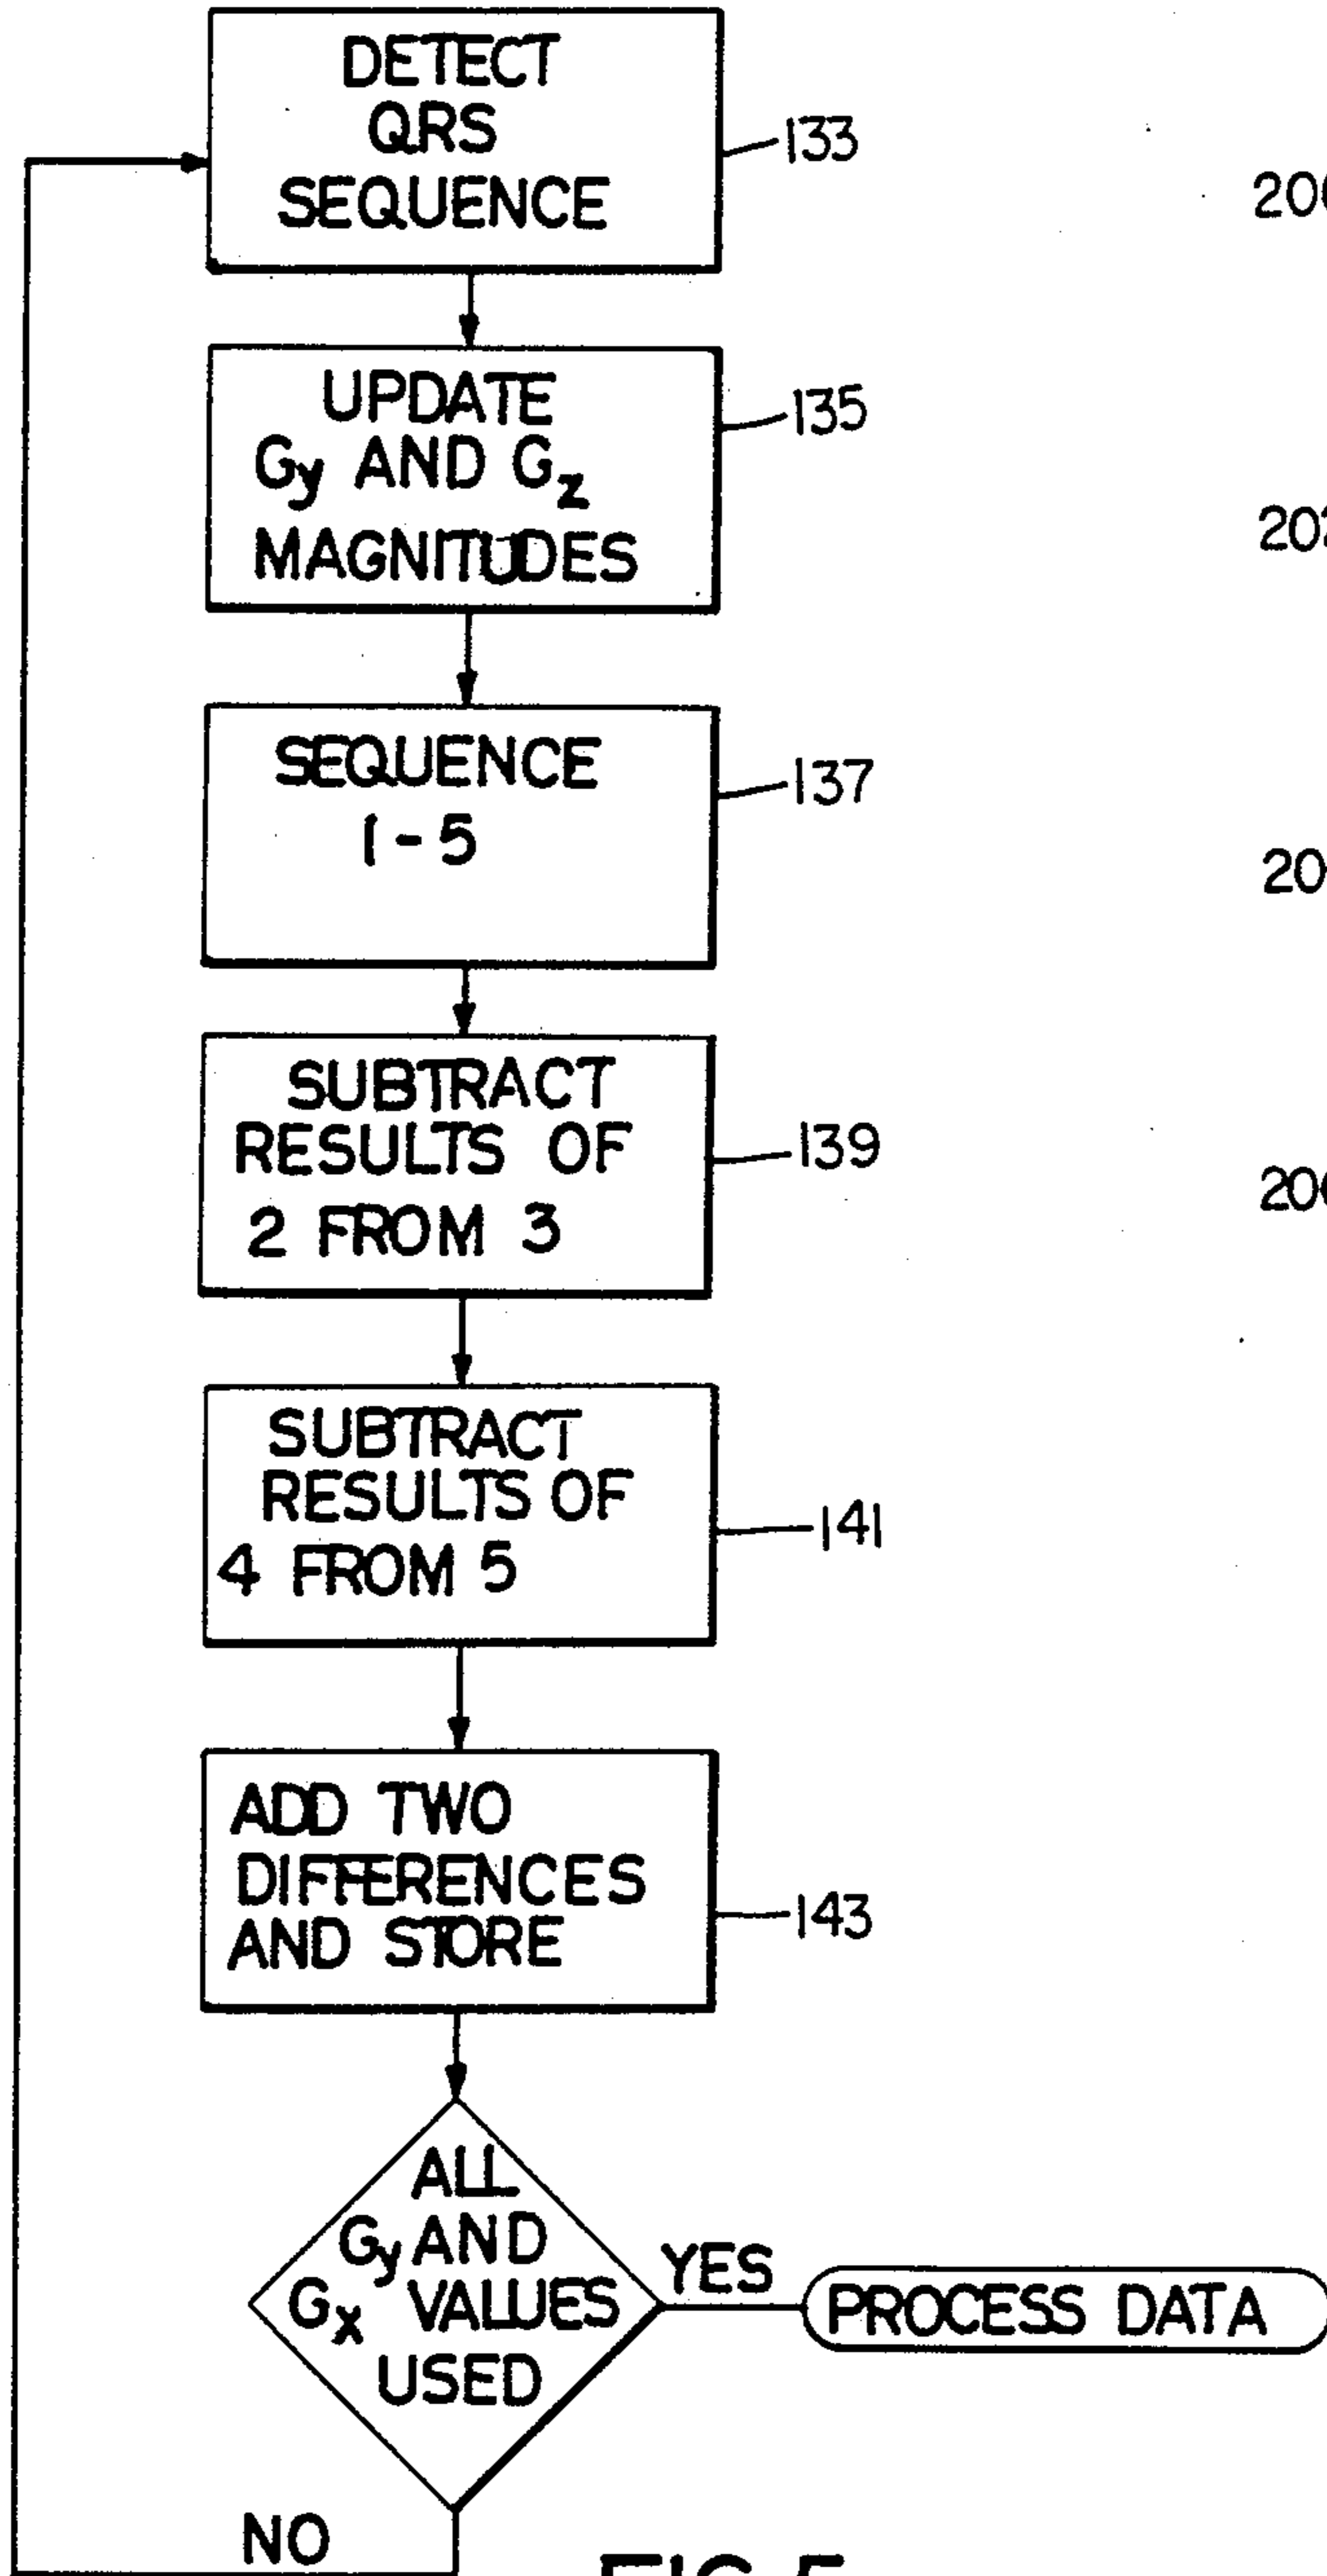 DETECT
QRS
SEQUENCE
133
UPDATE
Gy AND Gz
MAGNITUDES
135
SEQUENCE
1-5
137
SUBTRACT
RESULTS OF
2 FROM 3
139
SUBTRACT
RESULTS OF
4 FROM 5
141
ADD TWO
DIFFERENCES
AND STORE
143
ALL
Gy AND
Gx VALUES
USED
YES
PROCESS DATA
NO